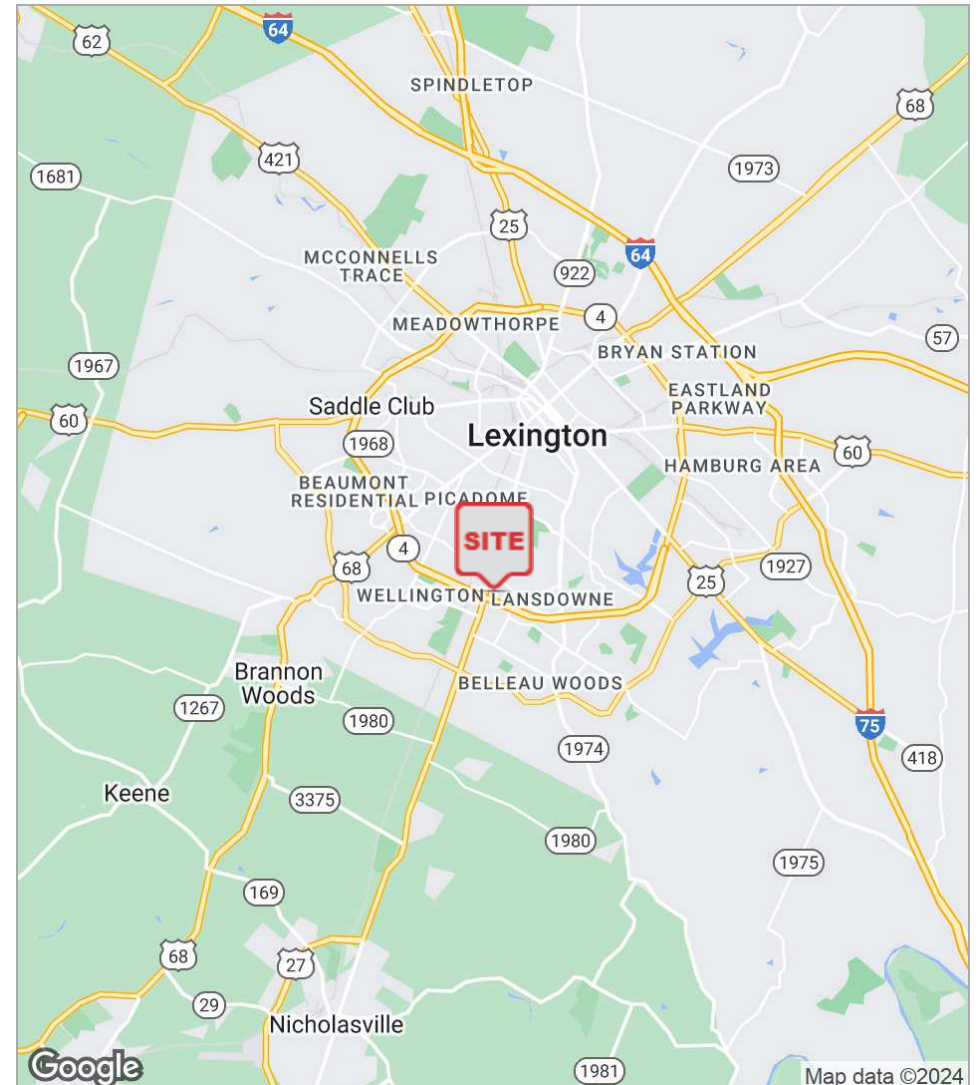 64
62
SPINDLETOP
68
421
1973
1681
25
MCCONNELLS
TRACE
64
922
4
MEADOWTHORPE
57
BRYAN STATION
1967
EASTLAND
PARKWAY
Saddle Club
60
1968
Lexington
60
HAMBURG AREA
BEAUMONT
RESIDENTIAL
PICADOME
SITE
4
68
1927
25
WELLINGTON
LANSDOWNE
Brannon
Woods
BELLEAU WOODS
1267
1980
75
1974
418
Keene
3375
1980
1975
169
68
27
29
Nicholasville
1981
Google
Map data ©2024